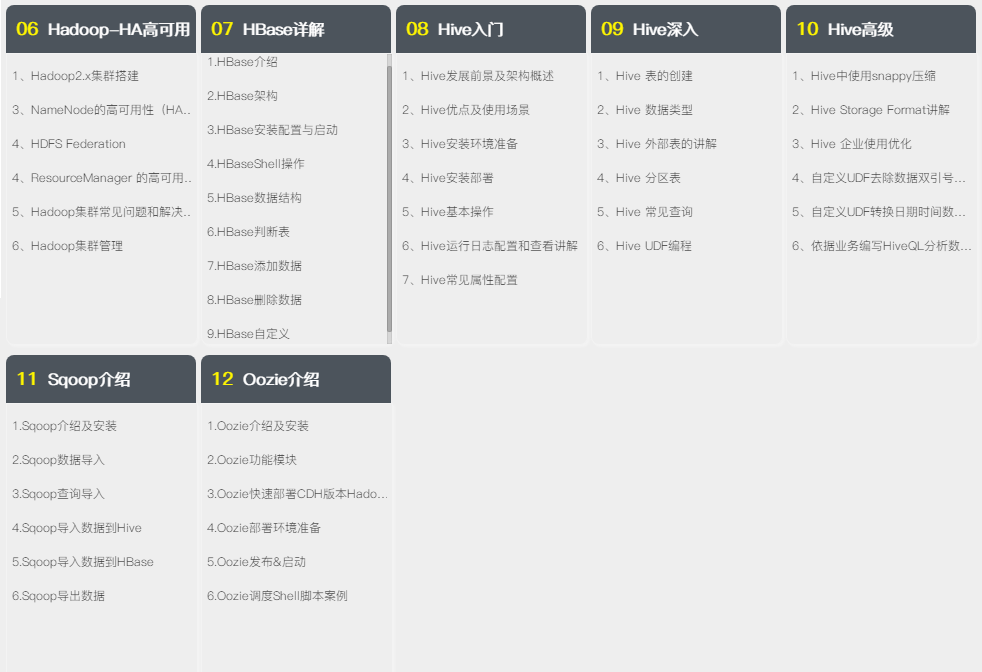 06 Hadoop-HA高可用
1、Hadoop2.x集群搭建
3、NameNode的高可用性（HA..
4、HDFS Federation
4、ResourceManager 的高可用..
5、Hadoop集群常见问题和解决..
6、Hadoop集群管理
07 HBase详解
1.HBase介绍
2.HBase架构
3.HBase安装配置与启动
4.HBaseShell操作
5.HBase数据结构
6.HBase判断表
7.HBase添加数据
8.HBase删除数据
9.HBase自定义
08 Hive入门
1、Hive发展前景及架构概述
2、Hive优点及使用场景
3、Hive安装环境准备
4、Hive安装部署
5、Hive基本操作
6、Hive运行日志配置和查看讲解
7、Hive常见属性配置
09 Hive深入
1、Hive 表的创建
2、Hive 数据类型
3、Hive 外部表的讲解
4、Hive 分区表
5、Hive 常见查询
6、Hive UDF编程
10 Hive高级
1、Hive中使用snappy压缩
2、Hive Storage Format讲解
3、Hive 企业使用优化
4、自定义UDF去除数据双引号...
5、自定义UDF转换日期时间数...
6、依据业务编写HiveQL分析数...
11 Sqoop介绍
1.Sqoop介绍及安装
2.Sqoop数据导入
3.Sqoop查询导入
4.Sqoop导入数据到Hive
5.Sqoop导入数据到HBase
6.Sqoop导出数据
12 Oozie介绍
1.Oozie介绍及安装
2.Oozie功能模块
3.Oozie快速部署CDH版本Hado...
4.Oozie部署环境准备
5.Oozie发布&启动
6.Oozie调度Shell脚本案例